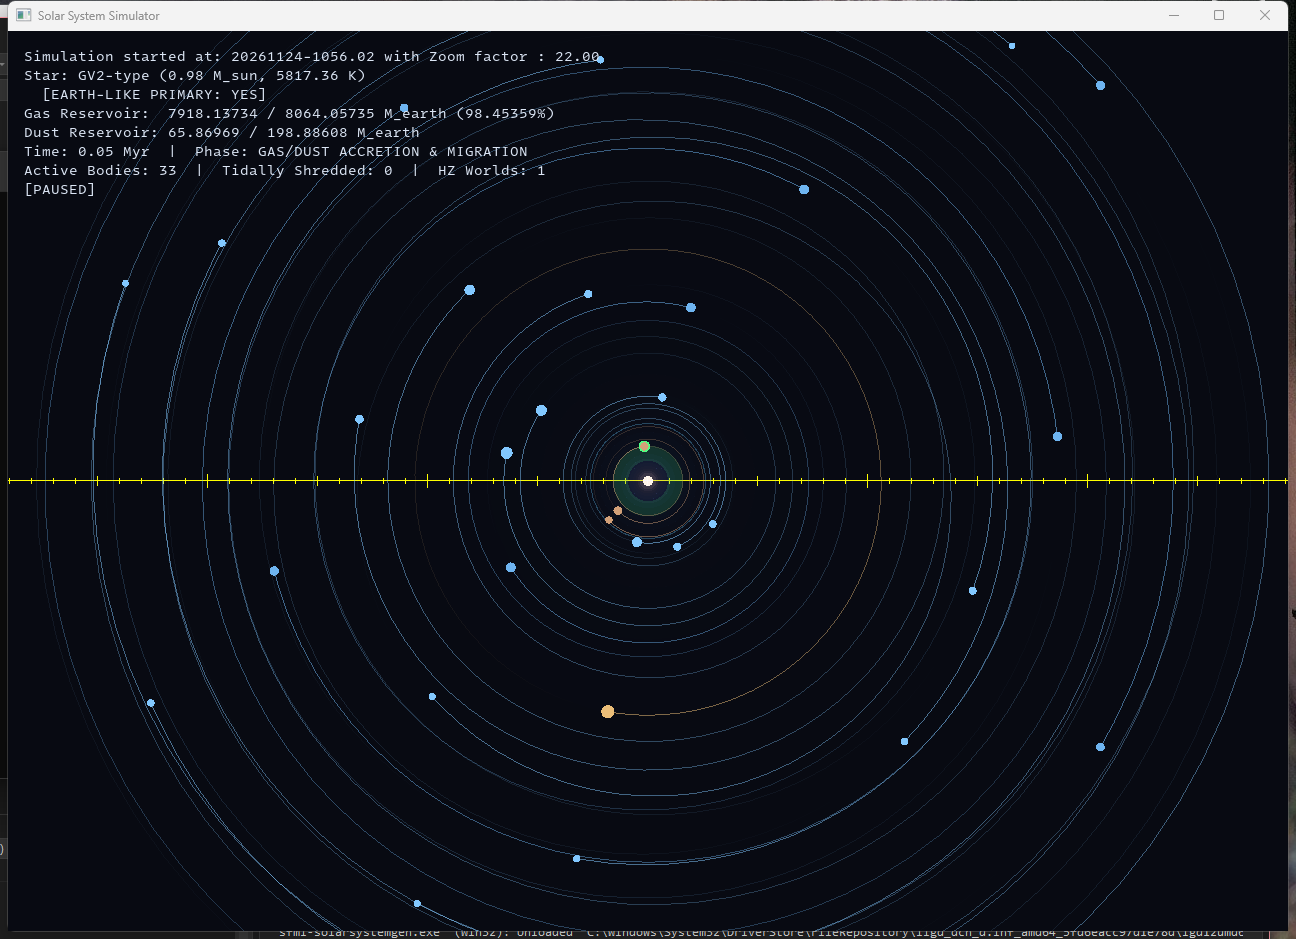 Solar System Simulator
Simulation started at: 20261124-1056.02 with Zoom factor : 22.00
Star: GV2-type (0.98 M_sun, 5817.36 K)
[EARTH-LIKE PRIMARY: YES]
Gas Reservoir:  7918.13734 / 8064.05735 M_earth (98.45359%)
Dust Reservoir: 65.86969 / 198.88608 M_earth
Time: 0.05 Myr  |  Phase: GAS/DUST ACCRETION & MIGRATION
Active Bodies: 33  |  Tidally Shredded: 0  |  HZ Worlds: 1
[PAUSED]
)